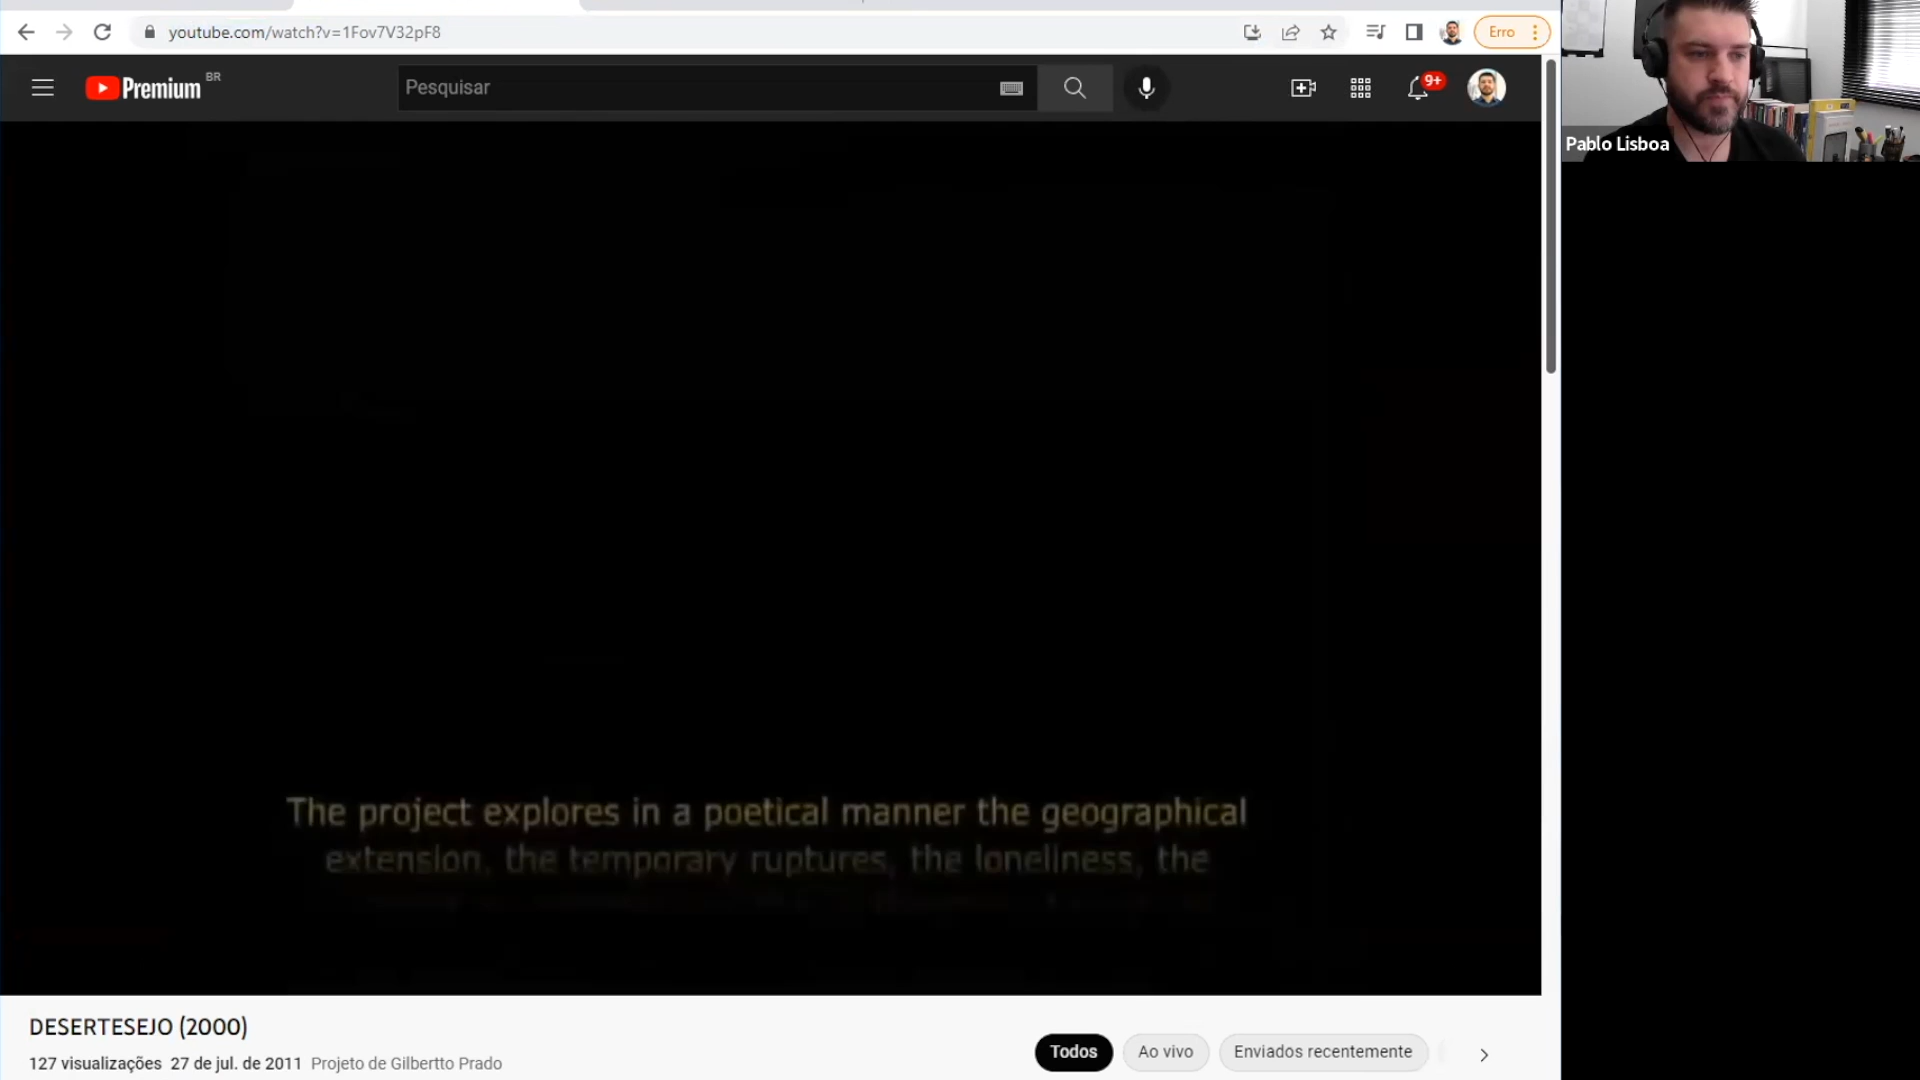 youtube.com/watch?v=1Fov7V32pF8
Erro
Premium BR
Pesquisar
9+
Pablo Lisboa
The project explores in a poetical manner the geographical
extension, the temporary ruptures, the loneliness, the
DESERTESEJO (2000)
127 visualizações 27 de jul. de 2011 Projeto de Gilbertto Prado
Todos
Ao vivo
Enviados recentemente